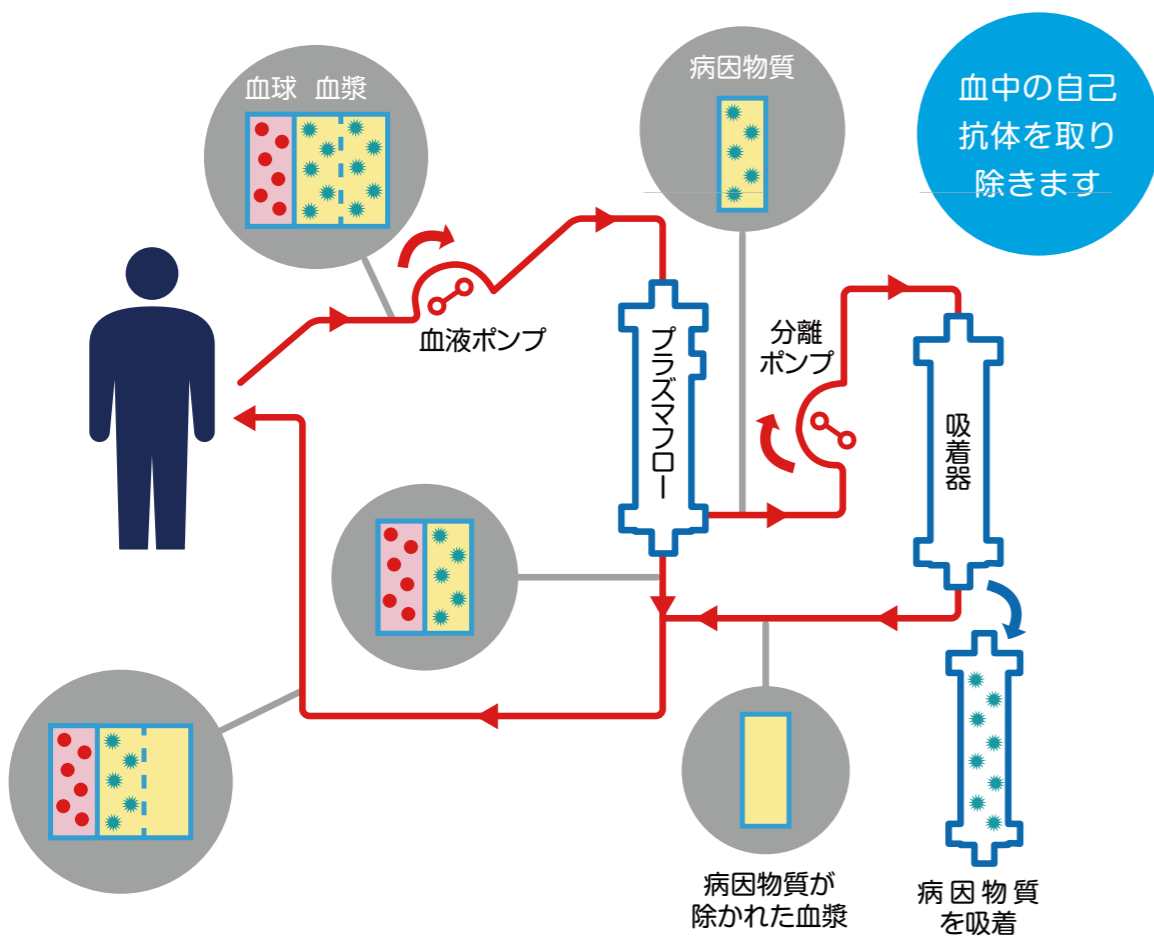 血球 血漿
病因物質
血中の自己
抗体を取り
除きます
血液ポンプ
プラズマフロー
分離
ポンプ
吸着器
病因物質が
除かれた血漿
病因物質
を吸着